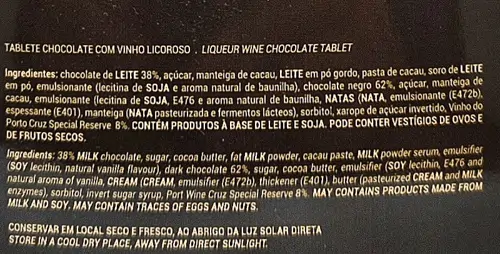 TABLETE CHOCOLATE COM VINHO LICOROSO . LIQUEUR WINE CHOCOLATE TABLET
Ingredientes: chocolate de LEITE 38%, açúcar, manteiga de cacau, LEITE em pó gordo, pasta de cacau, soro de LEITE
em pó, emulsionante (lecitina de SOJA e aroma natural de baunilha), chocolate negro 62%, açúcar, manteiga de
cacau, emulsionante (lecitina de SOJA, E476 e aroma natural de baunilha, NATAS (NATA, emulsionante (E472b),
espessante (E401), manteiga (NATA pasteurizada e fermentos lácteos), sorbitol, xarope de açúcar invertido, Vinho do
Porto Cruz Special Reserve 8%. CONTÉM PRODUTOS À BASE DE LEITE E SOJA. PODE CONTER VESTÍGIOS DE OVOS E
DE FRUTOS SECOS.
Ingredients: 38% MILK chocolate, sugar, cocoa butter, fat MILK powder, cacau paste, MILK powder serum, emulsifier
(SOY lecithin, natural vanilla flavour), dark chocolate 62%, sugar, cocoa butter, emulsifier (SOY lecithin, E476 and
natural aroma of vanilla, CREAM (CREAM, emulsifier (E472b), thickener (E401), butter (pasteurized CREAM and MILK
enzymes), sorbitol, invert sugar syrup, Port Wine Cruz Special Reserve 8%. MAY CONTAINS PRODUCTS MADE FROM
MILK AND SOY. MAY CONTAIN TRACES OF EGGS AND NUTS.
CONSERVAR EM LOCAL SECO E FRESCO, AO ABRIGO DA LUZ SOLAR DIRETA
STORE IN A COOL DRY PLACE, AWAY FROM DIRECT SUNLIGHT.